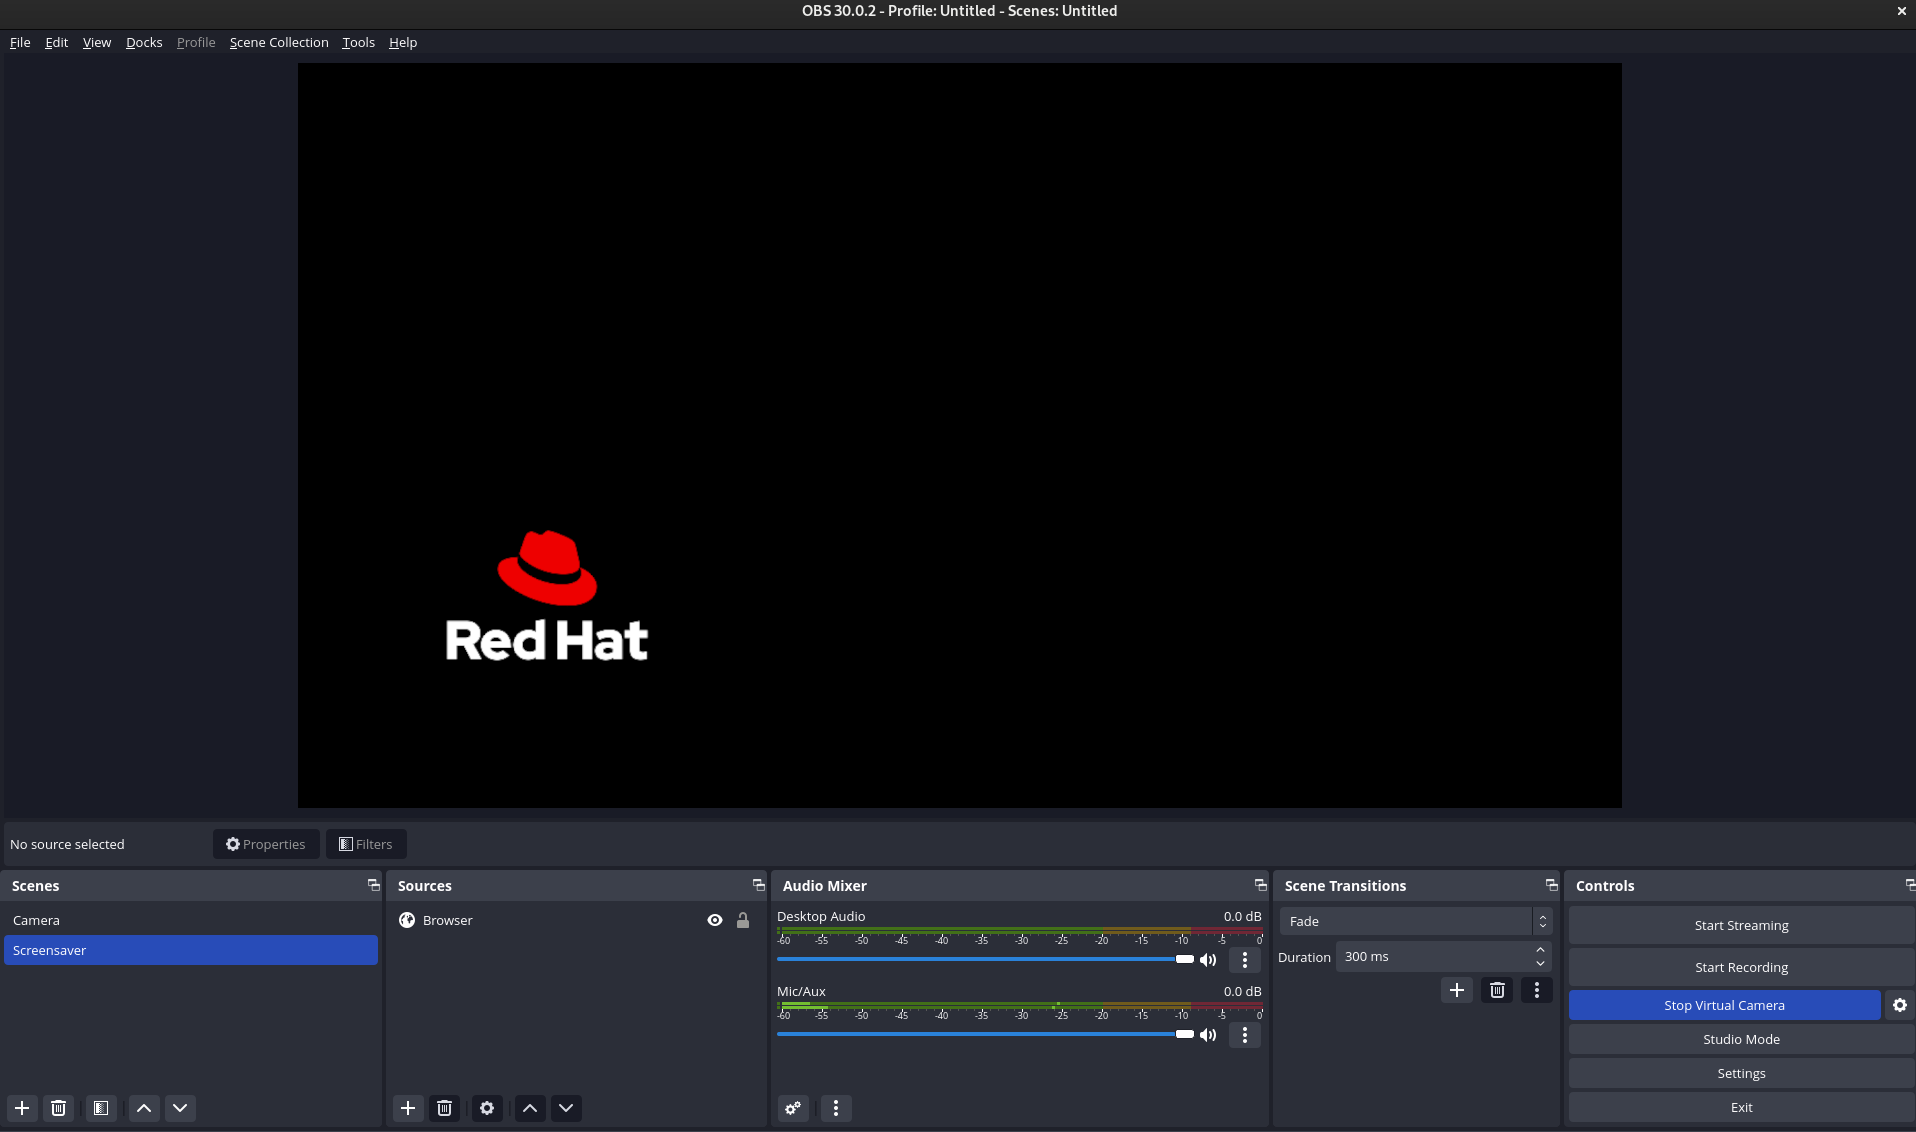 OBS 30.0.2 - Profile: Untitled - Scenes: Untitled
File Edit View Docks Profile Scene Collection Tools Help
Red Hat
No source selected Properties Filters
Scenes
Camera
Screensaver
Sources
Browser
Audio Mixer
Desktop Audio 0.0 dB
-60 -55 -50 -45 -40 -35 -30 -25 -20 -15 -10 -5 0
Mic/Aux 0.0 dB
-60 -55 -50 -45 -40 -35 -30 -25 -20 -15 -10 -5 0
Scene Transitions
Fade
Duration 300 ms
Controls
Start Streaming
Start Recording
Stop Virtual Camera
Studio Mode
Settings
Exit